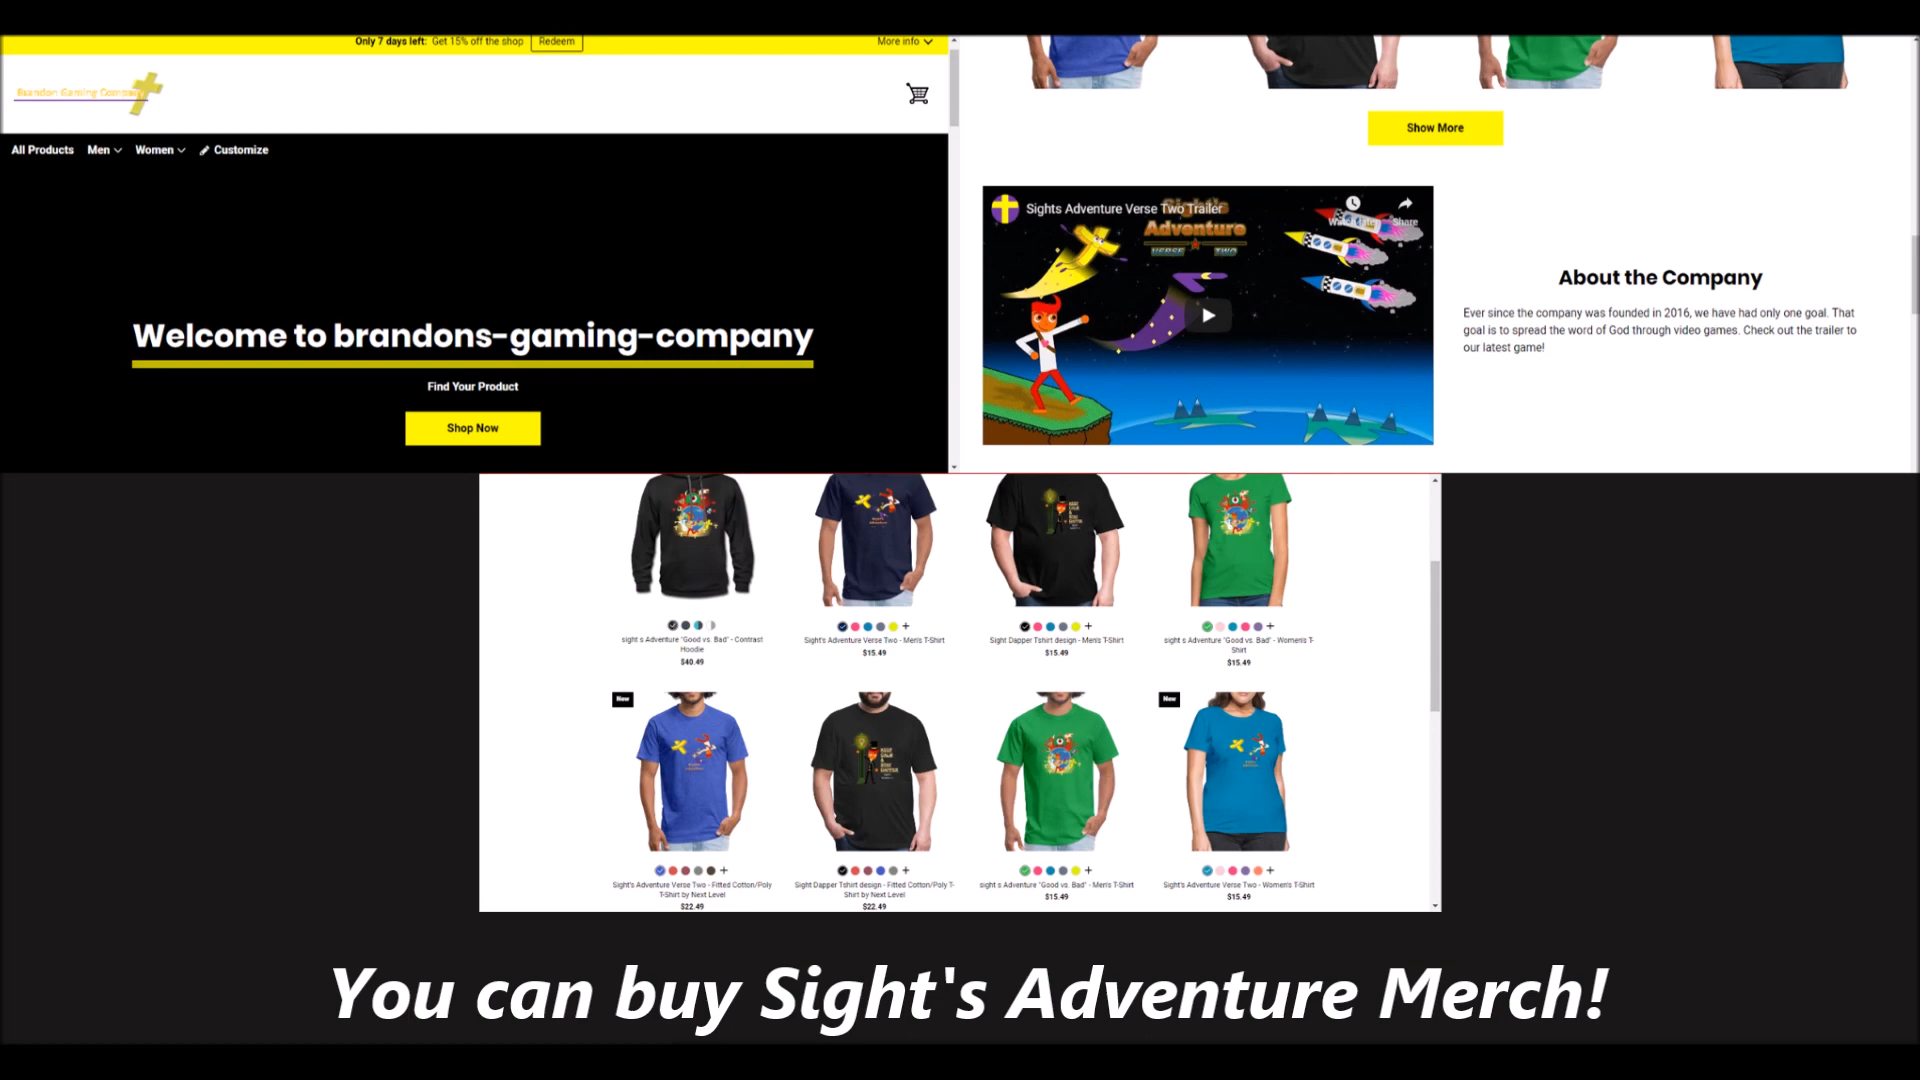 Only 7 days left: Get 15% off the shop
Redeem
More info
Brandon Gaming Company
All Products
Men
Women
Customize
Welcome to brandons-gaming-company
Find Your Product
Shop Now
Show More
Sights Adventure Verse Two Trailer
Share
Sight's
Adventure
VERSE TWO
About the Company
Ever since the company was founded in 2016, we have had only one goal. That
goal is to spread the word of God through video games. Check out the trailer to
our latest game!
sight s Adventure "Good vs. Bad" - Contrast
Hoodie
$40.49
Sight's Adventure Verse Two - Men's T-Shirt
$15.49
Sight Dapper Tshirt design - Men's T-Shirt
$15.49
sight s Adventure "Good vs. Bad" - Women's T-
Shirt
$15.49
New
Sight's Adventure Verse Two - Fitted Cotton/Poly
T-Shirt by Next Level
$22.49
Sight Dapper Tshirt design - Fitted Cotton/Poly T-
Shirt by Next Level
$22.49
sight s Adventure "Good vs. Bad" - Men's T-Shirt
$15.49
New
Sight's Adventure Verse Two - Women's T-Shirt
$15.49
You can buy Sight's Adventure Merch!